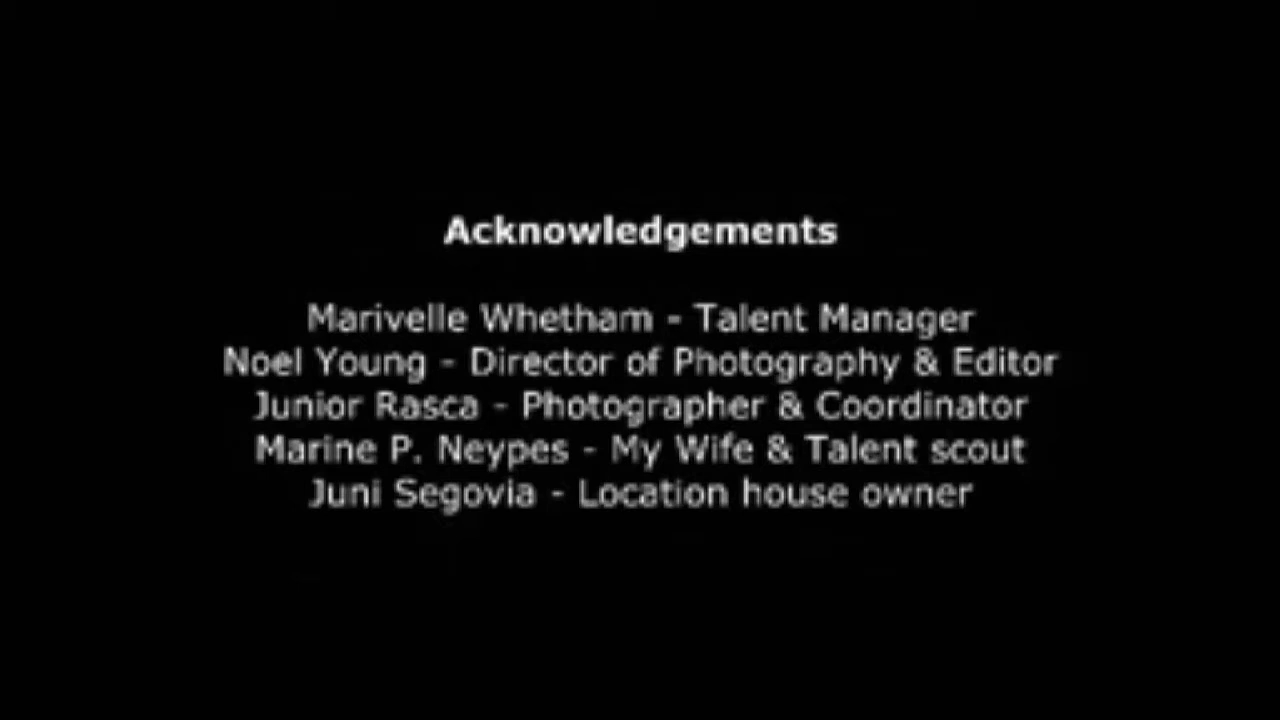 Acknowledgements
Marivelle Whetham - Talent Manager
Noel Young - Director of Photography & Editor
Junior Rasca - Photographer & Coordinator
Marine P. Neypes - My Wife & Talent scout
Juni Segovia - Location house owner